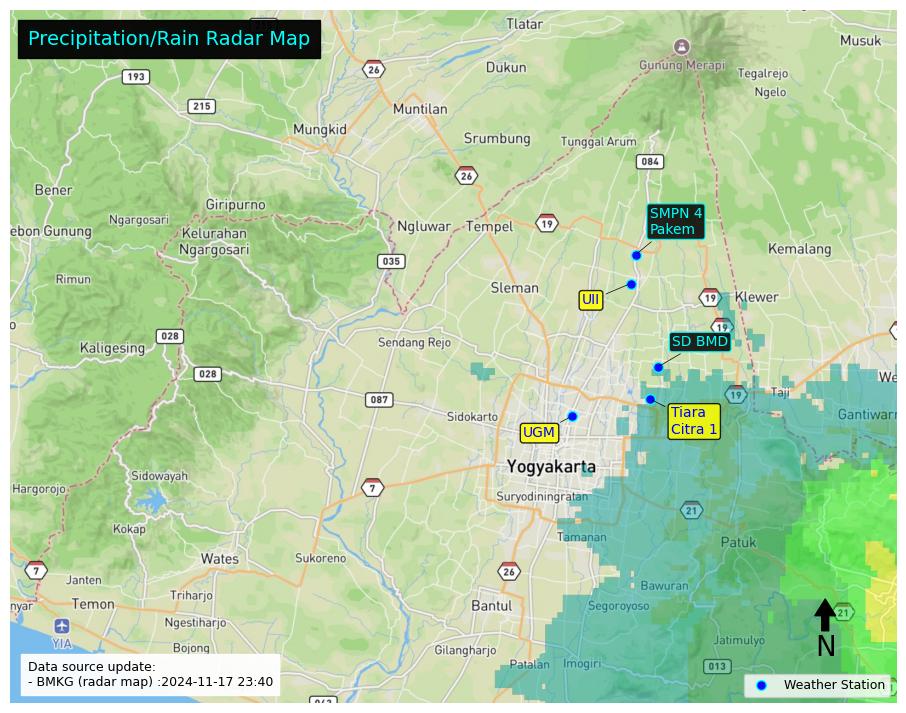 Precipitation/Rain Radar Map
Tlatar
Musuk
26
Talun
Gunung Merapi
193
Dukun
Tegalrejo
Ngelo
215
Muntilan
Mungkid
Srumbung
Tunggal Arum
084
26
Bener
Giripurno
SMPN 4
Pakem
Ngargosari
Ngluwar
Tempel
19
ebon Gunung
Kelurahan
Ngargosari
Kemalang
035
Rimun
Sleman
UII
19
Klewer
19
028
Sendang Rejo
SD BMD
Kaligesing
028
We
087
19
Taji
Sidokarto
Tiara
Citra 1
Gantiwar
UGM
Yogyakarta
Sidowayah
7
Hargorojo
Suryodiningratan
21
Kokap
Tamanan
Patuk
Wates
Sukoreno
7
26
Janten
Bawuran
Triharjo
nyar
Temon
Bantul
Segoroyoso
21
Ngestiharjo
YIA
Jatimulyo
N
Bojong
Gilangharjo
Patalan
Imogiri
013
Data source update:
- BMKG (radar map) :2024-11-17 23:40
Weather Station